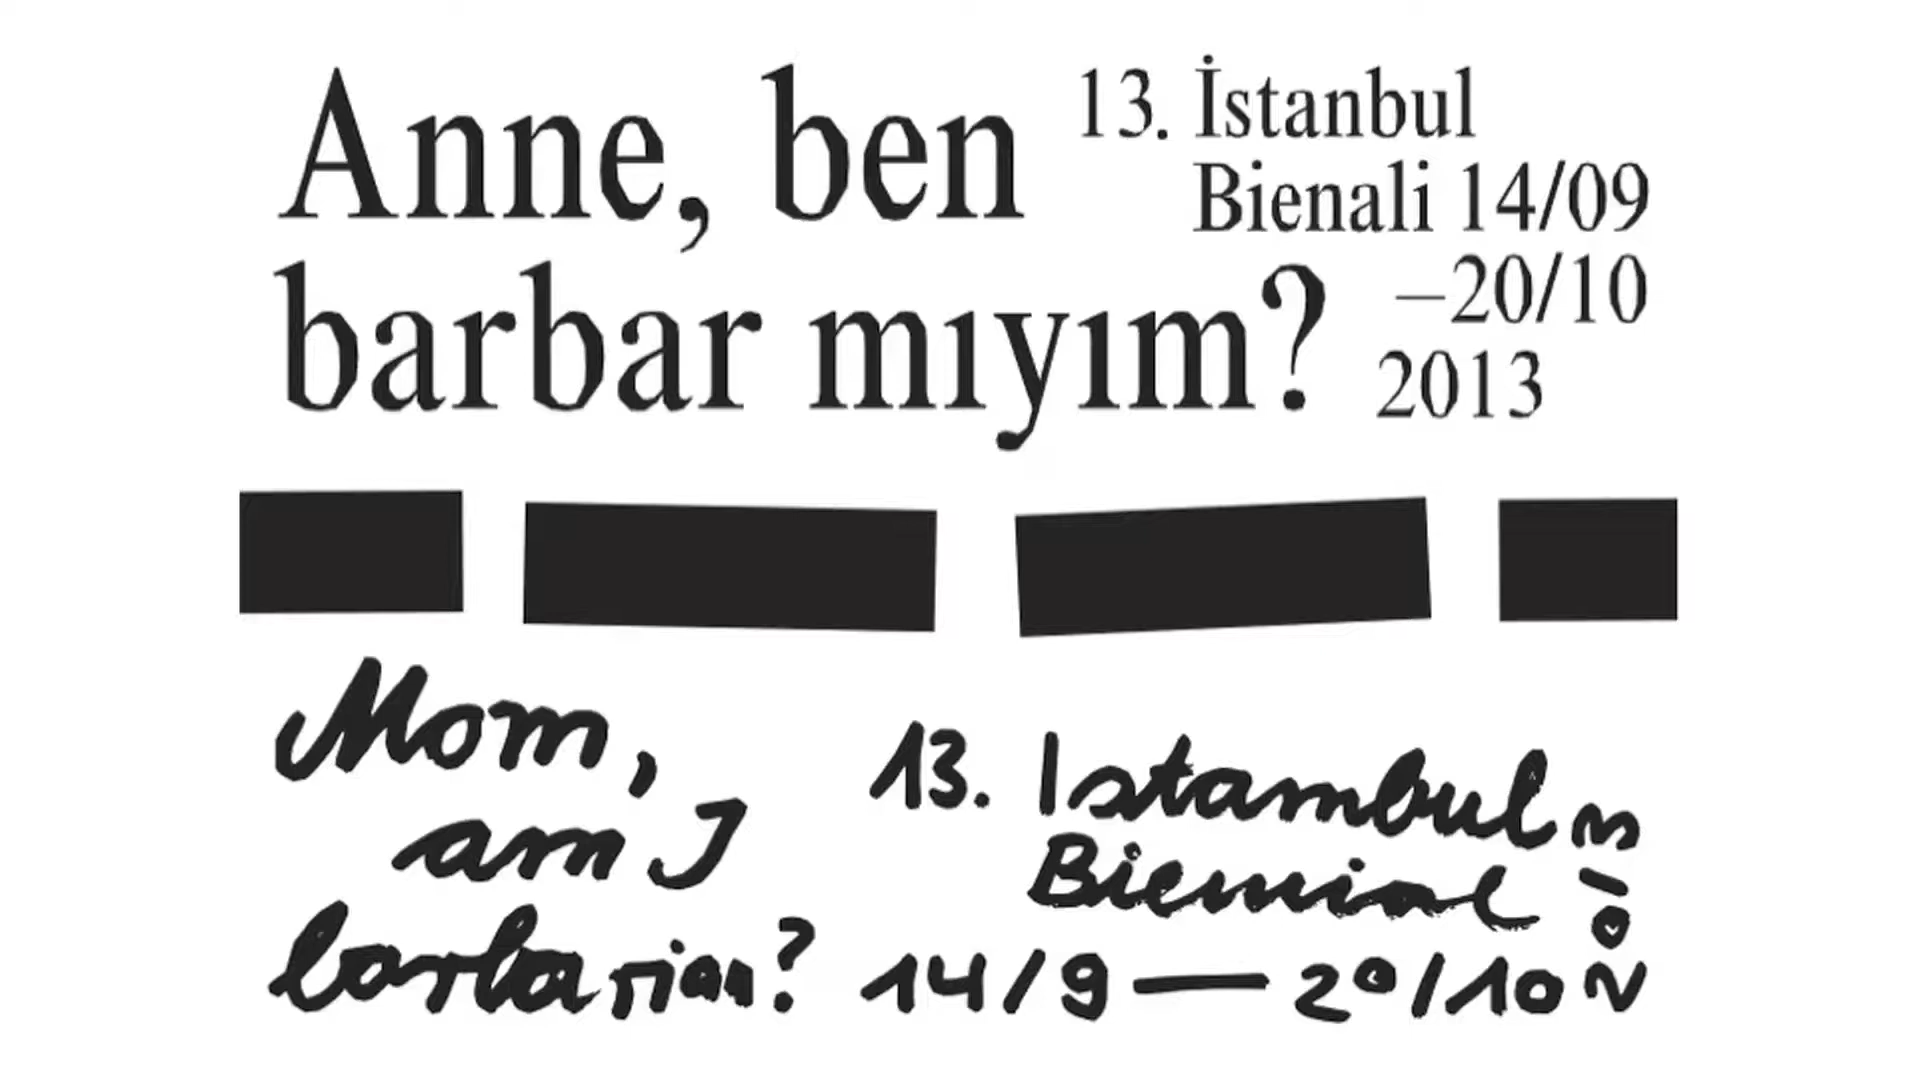 Anne, ben
barbar mıyım?
13. İstanbul
Bienali 14/09
–20/10
2013
Mom,
am I
barbarian?
13. Istanbul
Biennial
14/9 — 20/10
2013